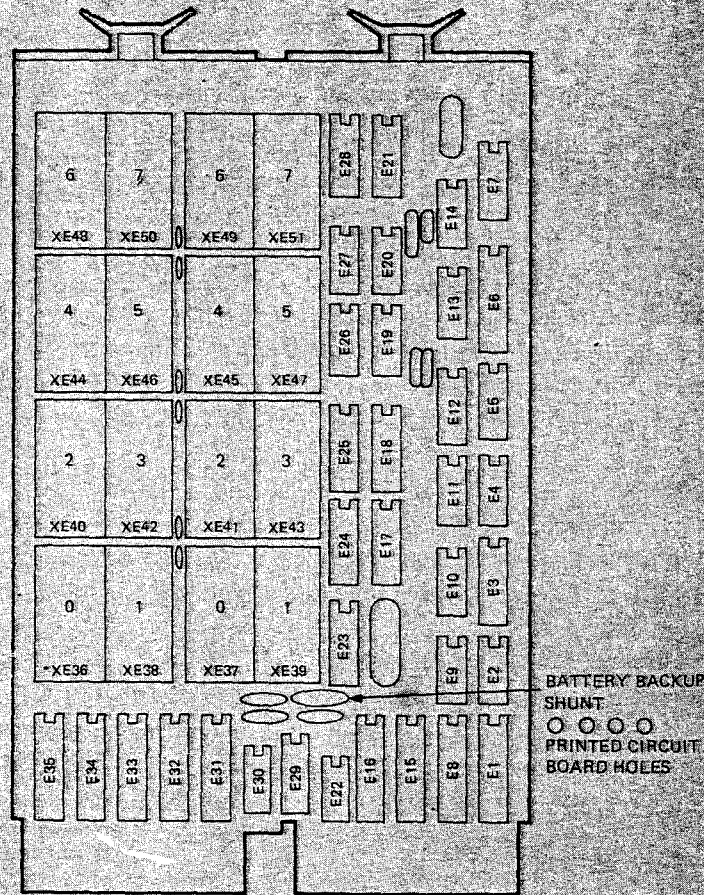 E28 E21
E7
6 7 6 7
E14
XE48 XE50 XE49 XE51
E27 E20
E13 E6
4 5 4 5
E26 E19
XE44 XE46 XE45 XE47
E12 E5
2 3 2 3
E25 E18
E11 E4
XE40 XE42 XE41 XE43
E24 E17
E10 E3
0 1 0 1
E23
XE36 XE38 XE37 XE39
E9 E2
BATTERY BACKUP
SHUNT
PRINTED CIRCUIT
BOARD HOLES
E35 E34 E33 E32 E31 E30 E29 E22 E16 E15 E8 E1